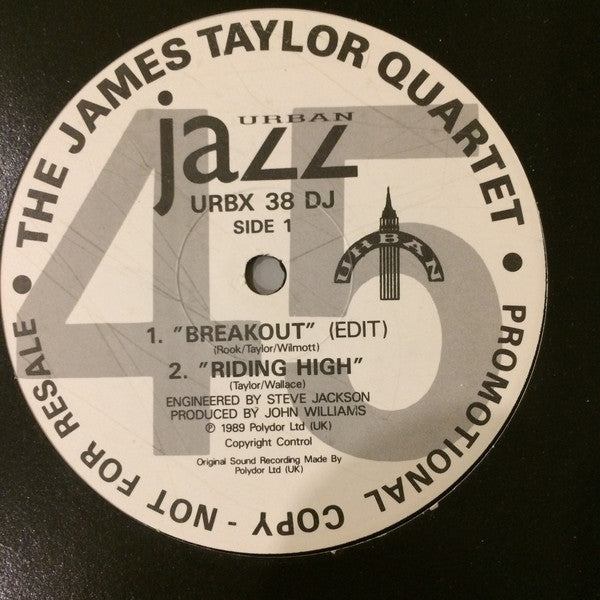 • THE JAMES TAYLOR QUARTET •
45
URBAN
jazz
URBX 38 DJ
SIDE 1
URBAN
1. "BREAKOUT" (EDIT)
(Rook/Taylor/Wilmott)
2. "RIDING HIGH"
(Taylor/Wallace)
ENGINEERED BY STEVE JACKSON
PRODUCED BY JOHN WILLIAMS
℗ 1989 Polydor Ltd (UK)
Copyright Control
Original Sound Recording Made By
Polydor Ltd (UK)
PROMOTIONAL COPY - NOT FOR RESALE